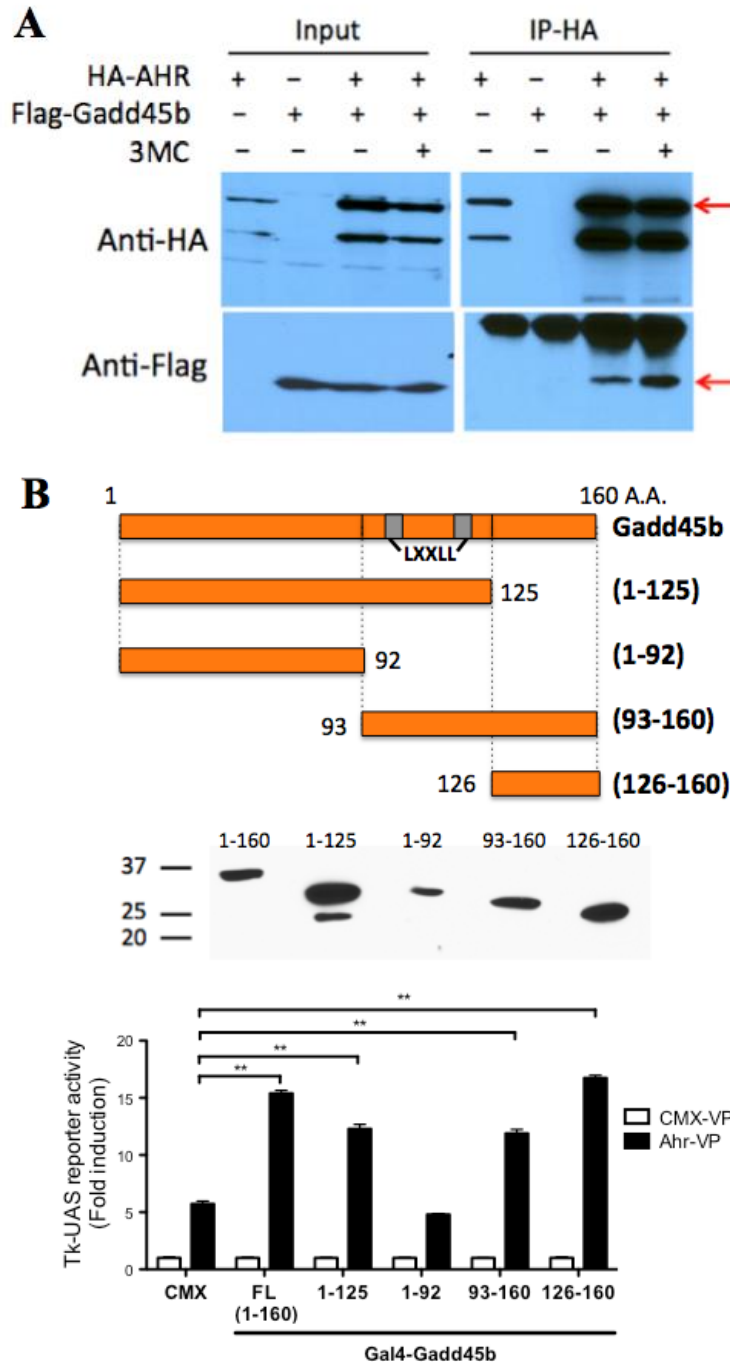 A
Input IP-HA
HA-AHR + – + + + – + +
Flag-Gadd45b – + + + – + + +
3MC – – – + – – – +
Anti-HA
Anti-Flag
B
1 160 A.A.
Gadd45b
LXXLL
125 (1-125)
92 (1-92)
93 (93-160)
126 (126-160)
1-160 1-125 1-92 93-160 126-160
37
25
20
**
**
**
**
Tk-UAS reporter activity
(Fold induction)
20
15
10
5
0
CMX-VP
Ahr-VP
CMX FL 1-125 1-92 93-160 126-160
(1-160)
Gal4-Gadd45b